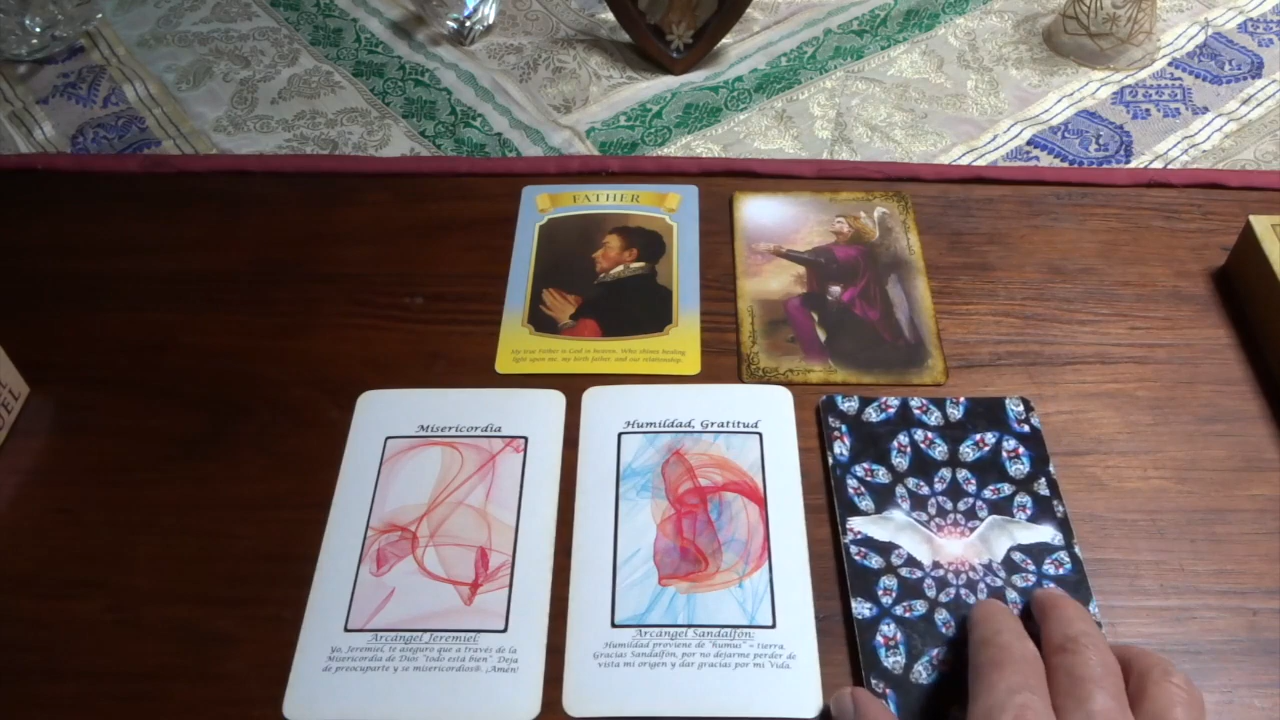 FATHER
My true Father is God in heaven, Who shines healing
light upon me, my birth father, and our relationship.
Misericordia
Arcángel Jeremiel:
Yo, Jeremiel, te aseguro que a través de la
Misericordia de Dios "todo está bien". Deja
de preocuparte y se misericordios@. ¡Amén!
Humildad, Gratitud
Arcángel Sandalfón:
Humildad proviene de "humus" = tierra.
Gracias Sandalfón, por no dejarme perder de
vista mi origen y dar gracias por mi Vida.